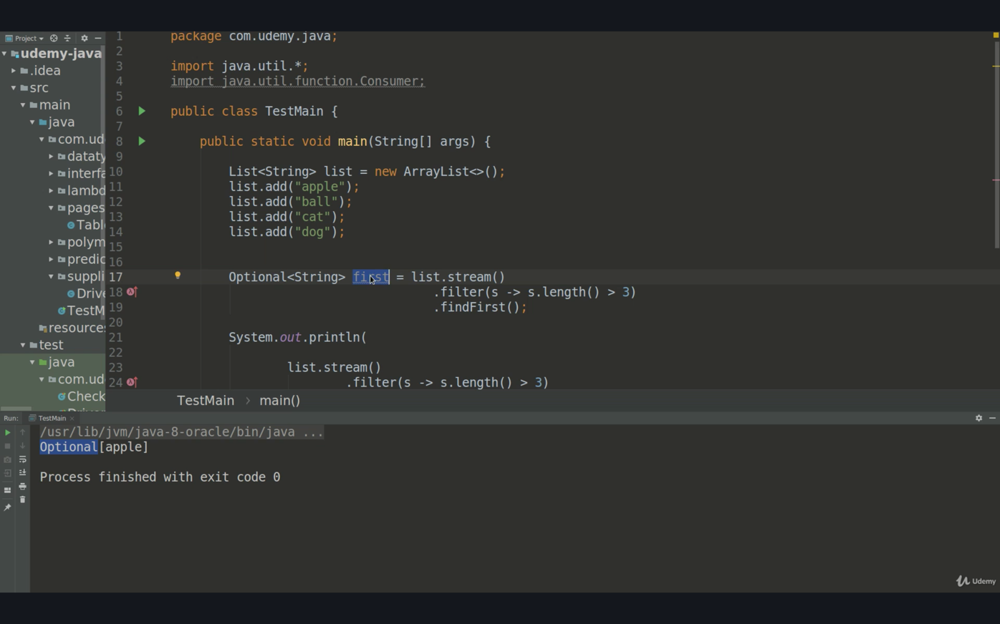 Project
udemy-java
.idea
src
main
java
com.ud
dataty
interfa
lambd
pages
Tabl
polym
predic
suppli
Drive
TestM
resources
test
java
com.ud
Check
1 package com.udemy.java;
2
3 import java.util.*;
4 import java.util.function.Consumer;
5
6 public class TestMain {
7
8 public static void main(String[] args) {
9
10 List<String> list = new ArrayList<>();
11 list.add("apple");
12 list.add("ball");
13 list.add("cat");
14 list.add("dog");
15
16
17 Optional<String> first = list.stream()
18 .filter(s -> s.length() > 3)
19 .findFirst();
20
21 System.out.println(
22
23 list.stream()
24 .filter(s -> s.length() > 3)
TestMain > main()
Run: TestMain ×
/usr/lib/jvm/java-8-oracle/bin/java ...
Optional[apple]
Process finished with exit code 0
Udemy